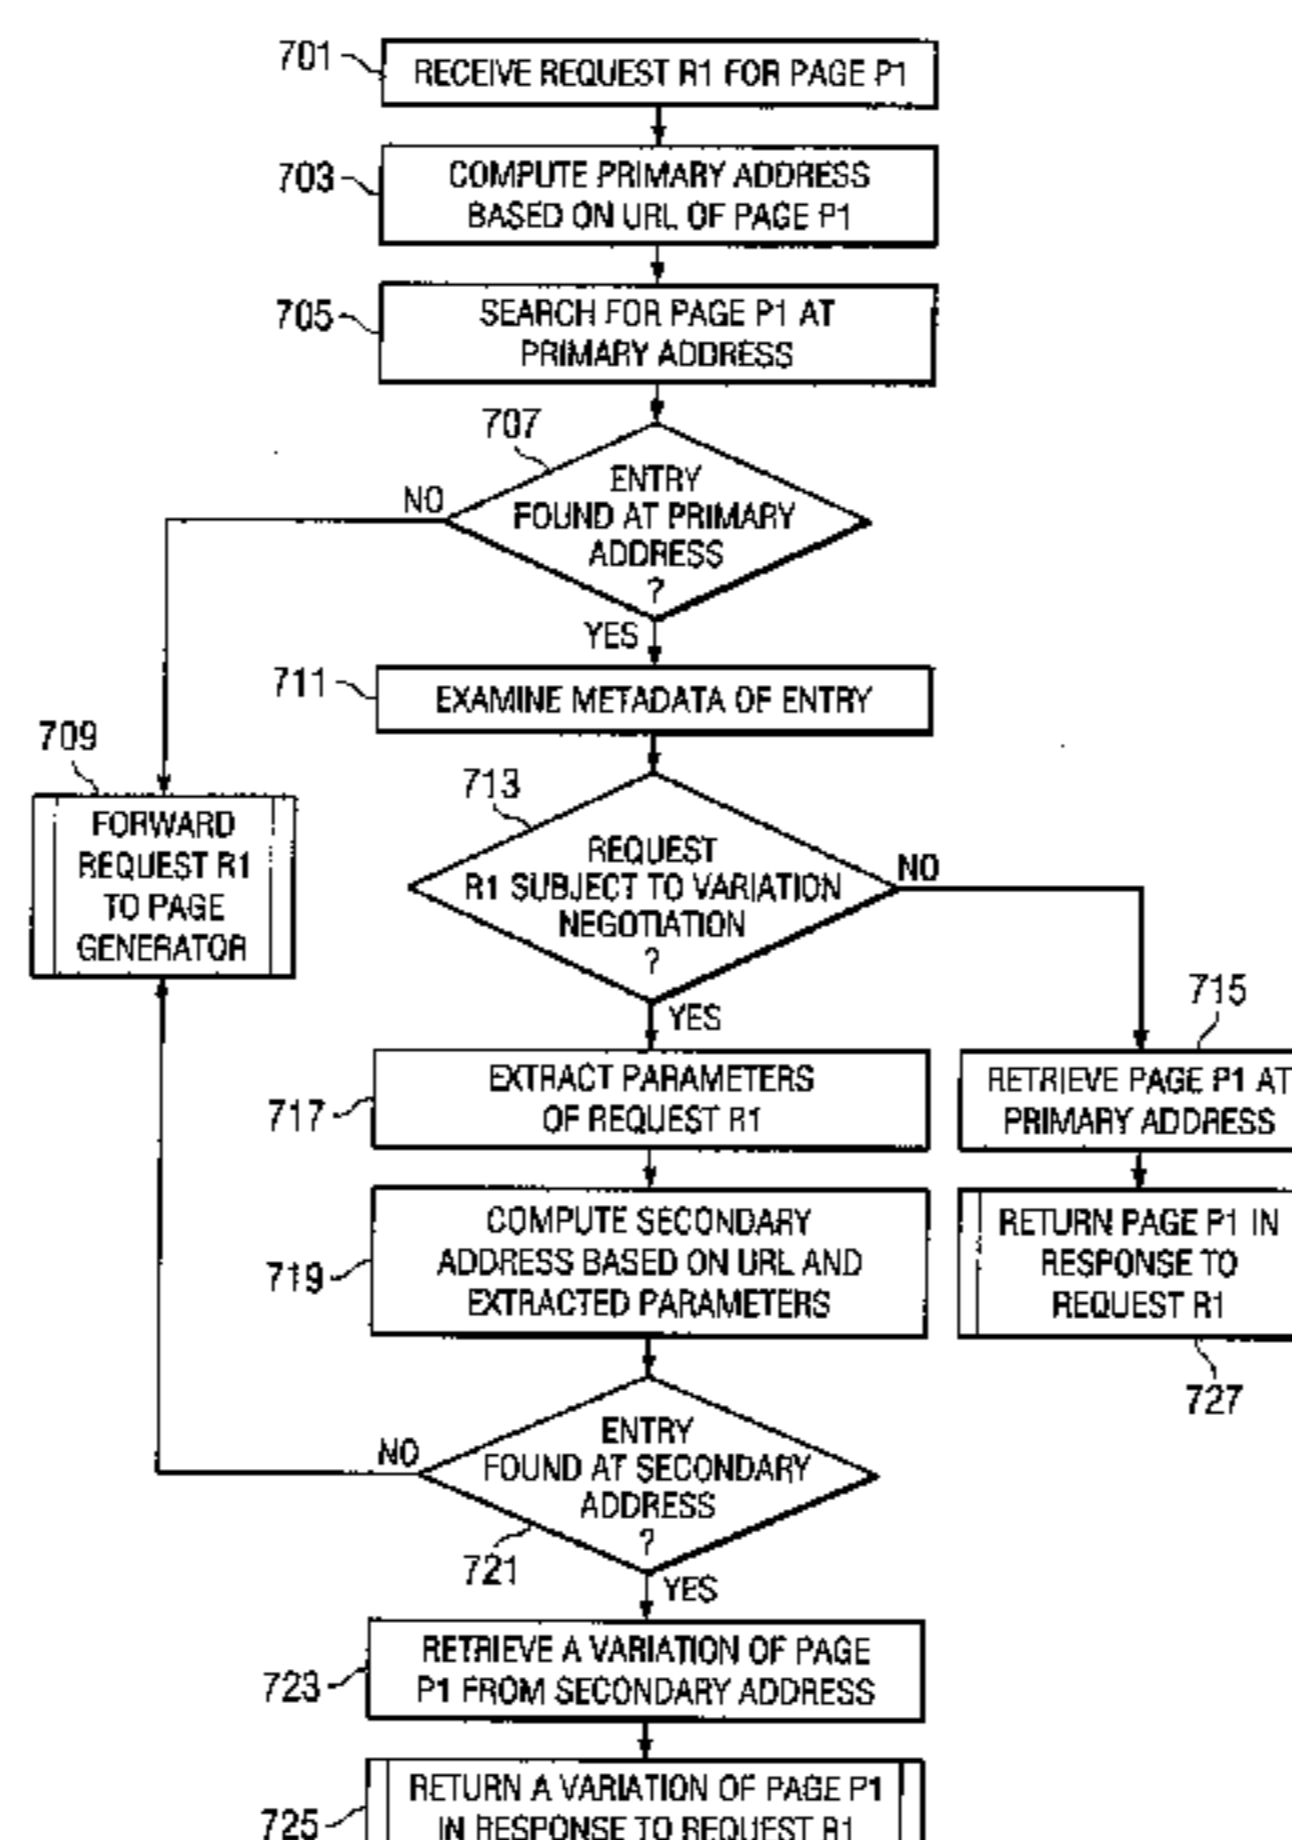 701
RECEIVE REQUEST R1 FOR PAGE P1
703
COMPUTE PRIMARY ADDRESS
BASED ON URL OF PAGE P1
705
SEARCH FOR PAGE P1 AT
PRIMARY ADDRESS
707
ENTRY
FOUND AT PRIMARY
ADDRESS
?
NO
YES
711
EXAMINE METADATA OF ENTRY
709
FORWARD
REQUEST R1
TO PAGE
GENERATOR
713
REQUEST
R1 SUBJECT TO VARIATION
NEGOTIATION
?
NO
YES
715
RETRIEVE PAGE P1 AT
PRIMARY ADDRESS
717
EXTRACT PARAMETERS
OF REQUEST R1
719
COMPUTE SECONDARY
ADDRESS BASED ON URL AND
EXTRACTED PARAMETERS
RETURN PAGE P1 IN
RESPONSE TO
REQUEST R1
727
ENTRY
FOUND AT SECONDARY
ADDRESS
?
NO
721
YES
723
RETRIEVE A VARIATION OF PAGE
P1 FROM SECONDARY ADDRESS
725
RETURN A VARIATION OF PAGE P1
IN RESPONSE TO REQUEST R1